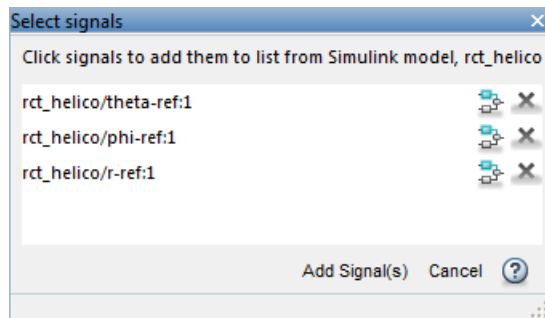 Select signals
Click signals to add them to list from Simulink model, rct_helico
rct_helico/theta-ref:1
rct_helico/phi-ref:1
rct_helico/r-ref:1
Add Signal(s) Cancel ?